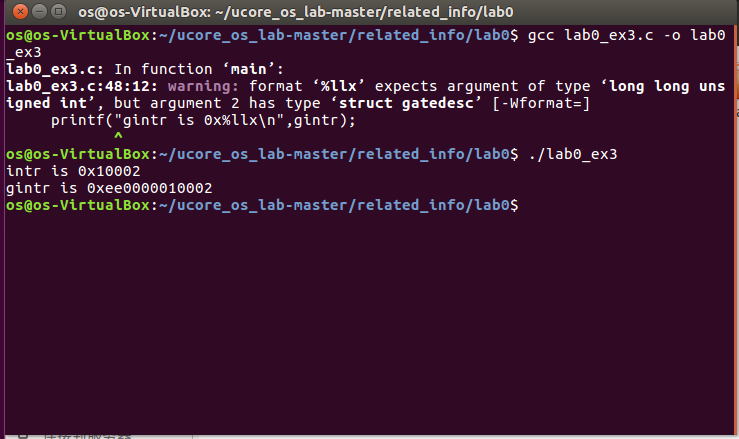 os@os-VirtualBox: ~/ucore_os_lab-master/related_info/lab0
os@os-VirtualBox:~/ucore_os_lab-master/related_info/lab0$ gcc lab0_ex3.c -o lab0
_ex3
lab0_ex3.c: In function ‘main’:
lab0_ex3.c:48:12: warning: format ‘%llx’ expects argument of type ‘long long uns
igned int’, but argument 2 has type ‘struct gatedesc’ [-Wformat=]
printf("gintr is 0x%llx\n",gintr);
^
os@os-VirtualBox:~/ucore_os_lab-master/related_info/lab0$ ./lab0_ex3
intr is 0x10002
gintr is 0xee0000010002
os@os-VirtualBox:~/ucore_os_lab-master/related_info/lab0$